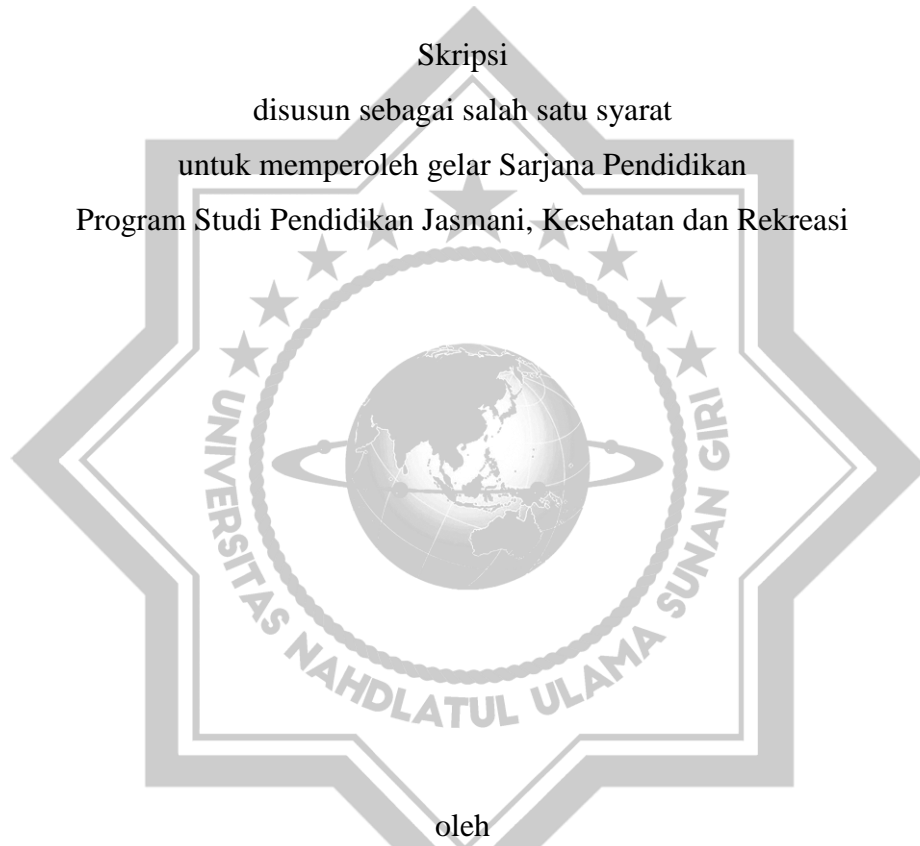 Skripsi
disusun sebagai salah satu syarat
untuk memperoleh gelar Sarjana Pendidikan
Program Studi Pendidikan Jasmani, Kesehatan dan Rekreasi
UNIVERSITAS NAHDLATUL ULAMA SUNAN GIRI
oleh